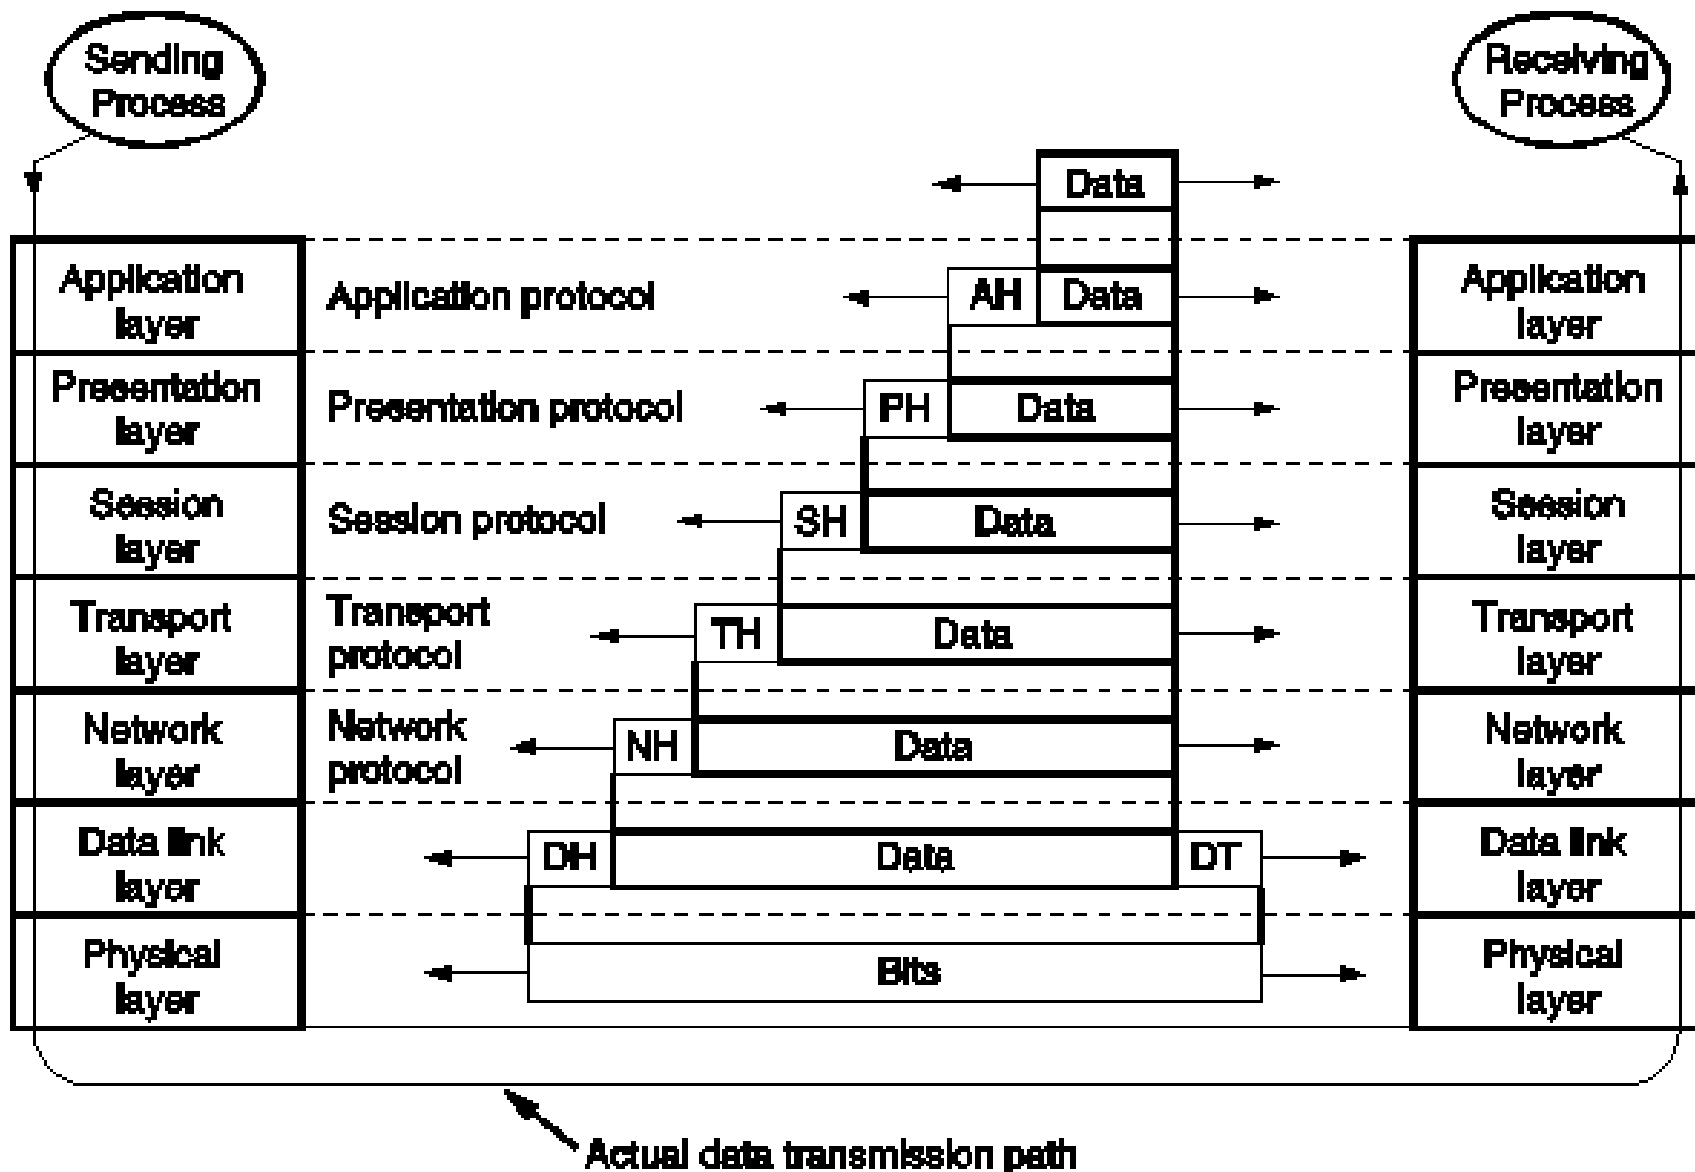 Sending
Process
Receiving
Process
Data
Application
layer
Application protocol
AH
Data
Application
layer
Presentation
layer
Presentation protocol
PH
Data
Presentation
layer
Session
layer
Session protocol
SH
Data
Session
layer
Transport
layer
Transport
protocol
TH
Data
Transport
layer
Network
layer
Network
protocol
NH
Data
Network
layer
Data link
layer
DH
Data
DT
Data link
layer
Physical
layer
Bits
Physical
layer
Actual data transmission path